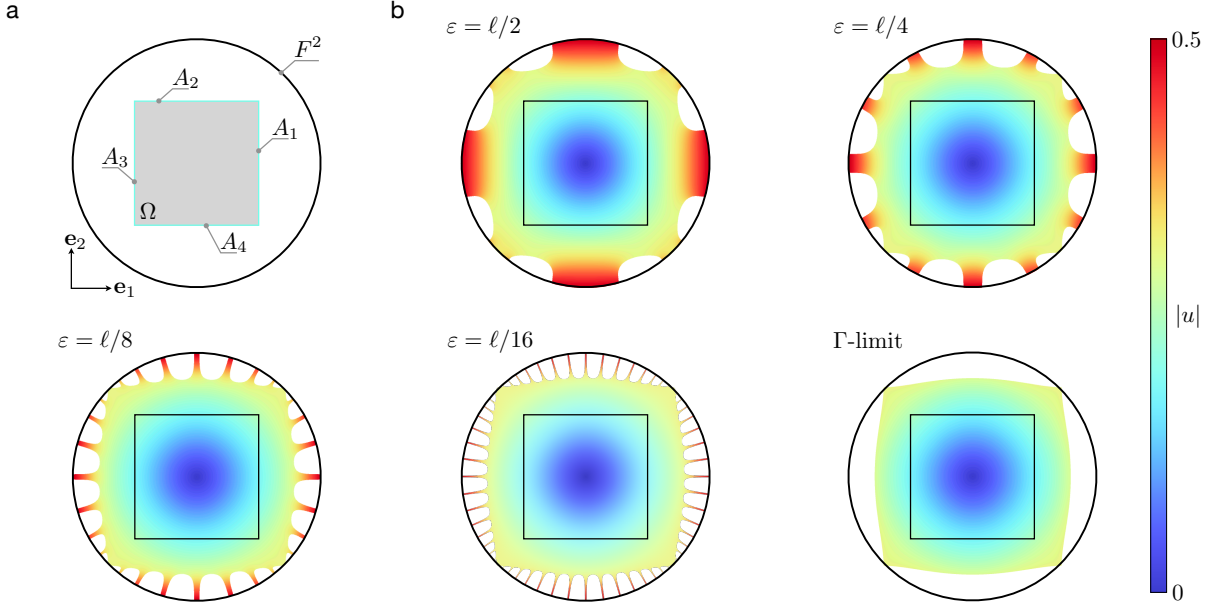 a
F²
A₂
A₁
A₃
Ω
A₄
e₂
e₁
b
ε = ℓ/2
ε = ℓ/4
0.5
|u|
0
ε = ℓ/8
ε = ℓ/16
Γ-limit